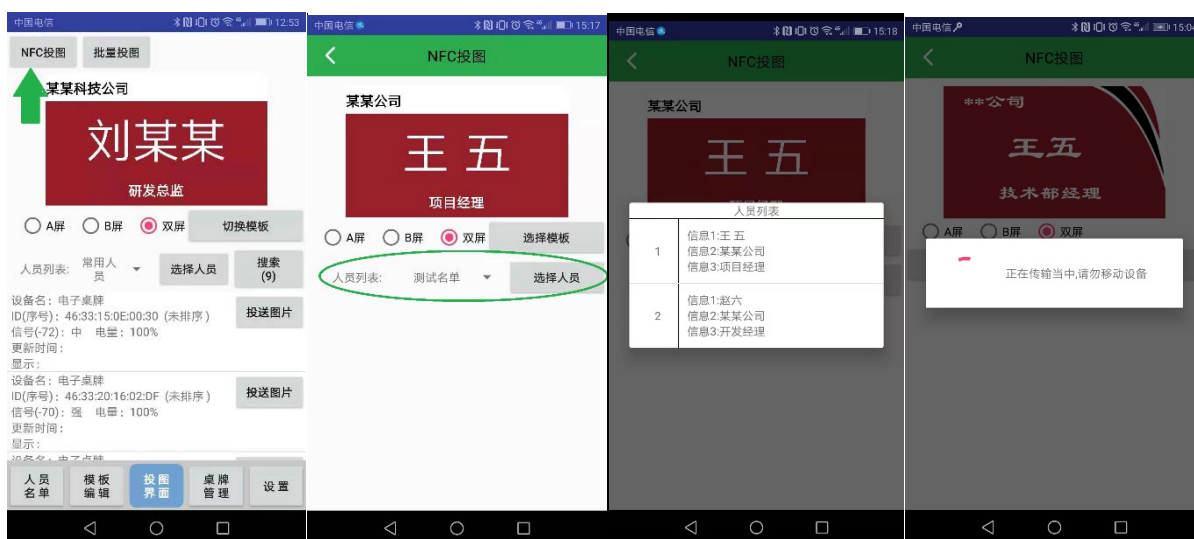 中国电信 12:53
NFC投图 批量投图
某某科技公司
刘某某
研发总监
A屏 B屏 双屏 切换模板
人员列表: 常用人员 选择人员 搜索(9)
设备名: 电子桌牌
ID(序号): 46:33:15:0E:00:30 (未排序) 投送图片
信号(-72): 中 电量: 100%
更新时间:
显示:
设备名: 电子桌牌
ID(序号): 46:33:20:16:02:DF (未排序) 投送图片
信号(-70): 强 电量: 100%
更新时间:
显示:
人员名单 模板编辑 投图界面 桌牌管理 设置
中国电信 15:17
NFC投图
某某公司
王五
项目经理
A屏 B屏 双屏 选择模板
人员列表: 测试名单 选择人员
中国电信 15:18
NFC投图
某某公司
王五
人员列表
1
信息1:王五
信息2:某某公司
信息3:项目经理
2
信息1:赵六
信息2:某某公司
信息3:开发经理
中国电信 15:04
NFC投图
**公司
王五
技术部经理
A屏 B屏 双屏
正在传输当中,请勿移动设备